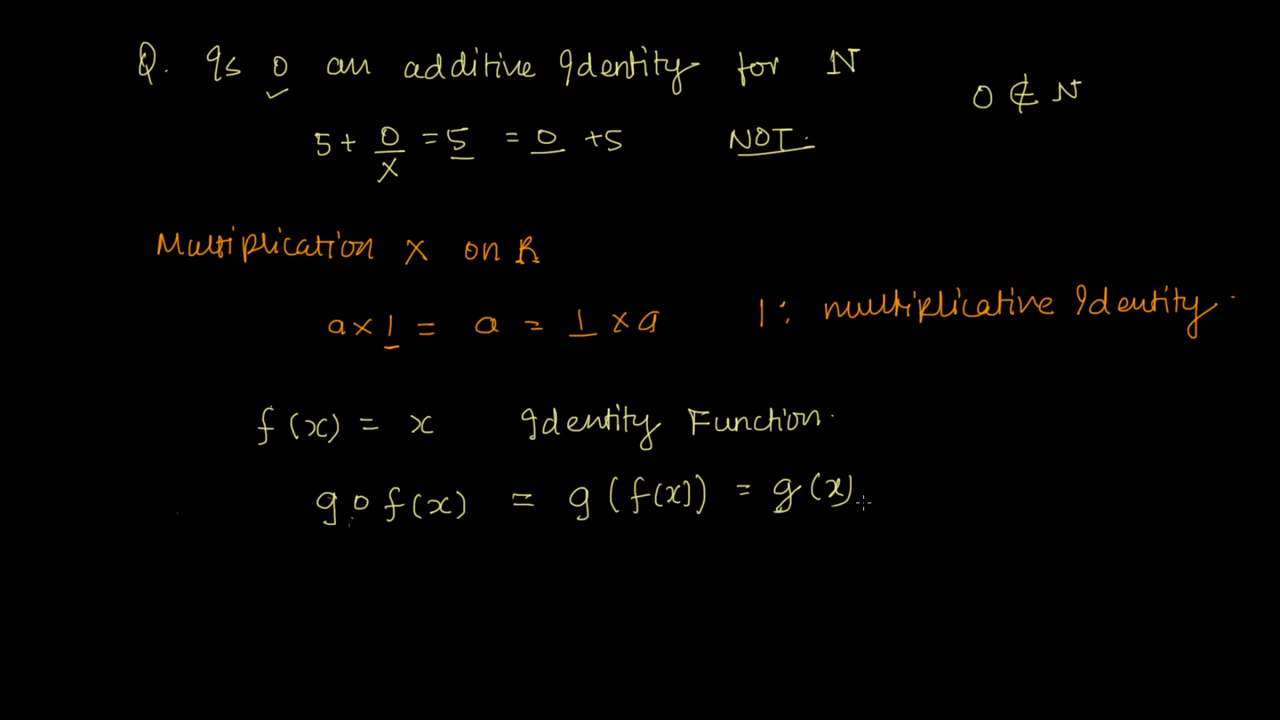 Q. Is 0 an additive Identity for N
0 ∉ N
5 + 0 = 5 = 0 + 5 NOT.
x
Multiplication × on R
a × 1 = a = 1 × a 1: multiplicative Identity.
f(x) = x Identity Function.
g o f(x) = g(f(x)) = g(x)